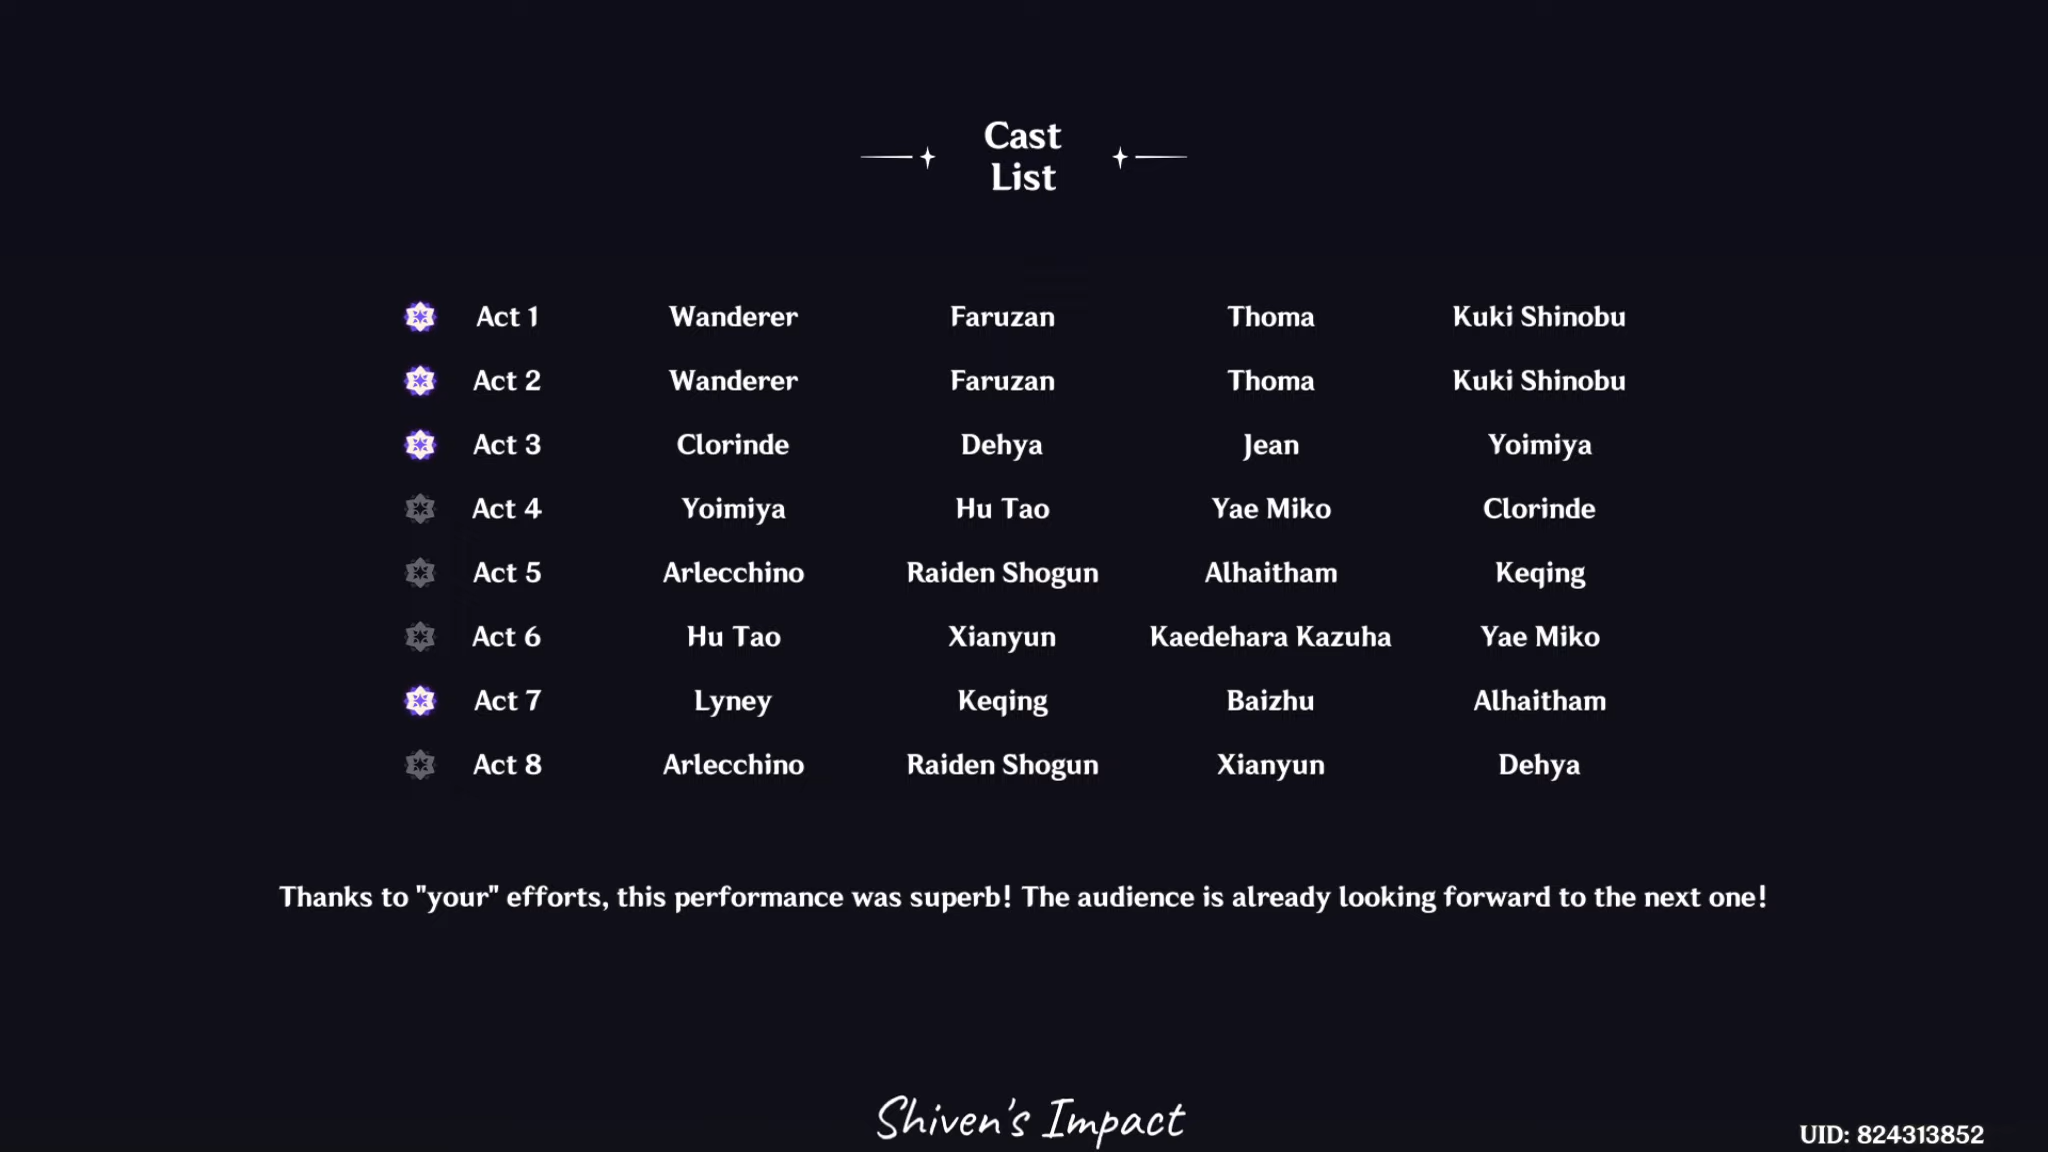 Cast
List
Act 1 Wanderer Faruzan Thoma Kuki Shinobu
Act 2 Wanderer Faruzan Thoma Kuki Shinobu
Act 3 Clorinde Dehya Jean Yoimiya
Act 4 Yoimiya Hu Tao Yae Miko Clorinde
Act 5 Arlecchino Raiden Shogun Alhaitham Keqing
Act 6 Hu Tao Xianyun Kaedehara Kazuha Yae Miko
Act 7 Lyney Keqing Baizhu Alhaitham
Act 8 Arlecchino Raiden Shogun Xianyun Dehya
Thanks to "your" efforts, this performance was superb! The audience is already looking forward to the next one!
Shiven's Impact
UID: 824313852